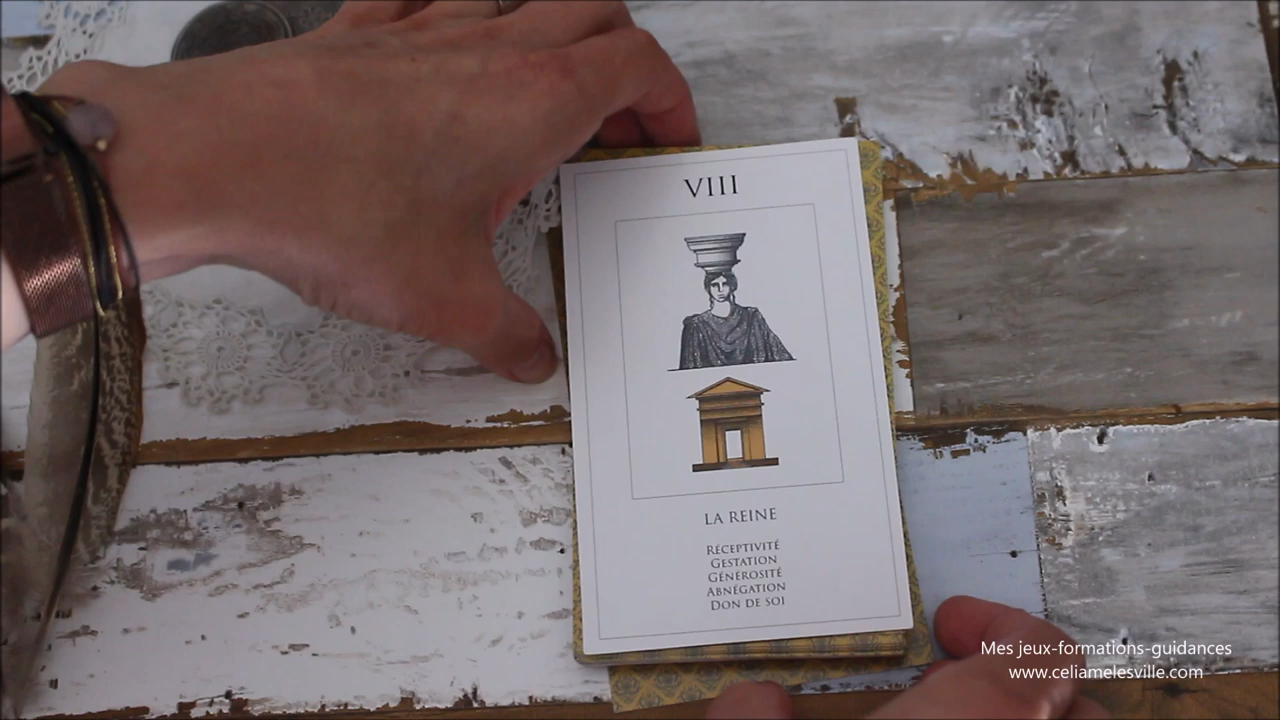 VIII
LA REINE
RÉCEPTIVITÉ
GESTATION
GÉNÉROSITÉ
ABNÉGATION
DON DE SOI
Mes jeux-formations-guidances
www.celiamelesville.com